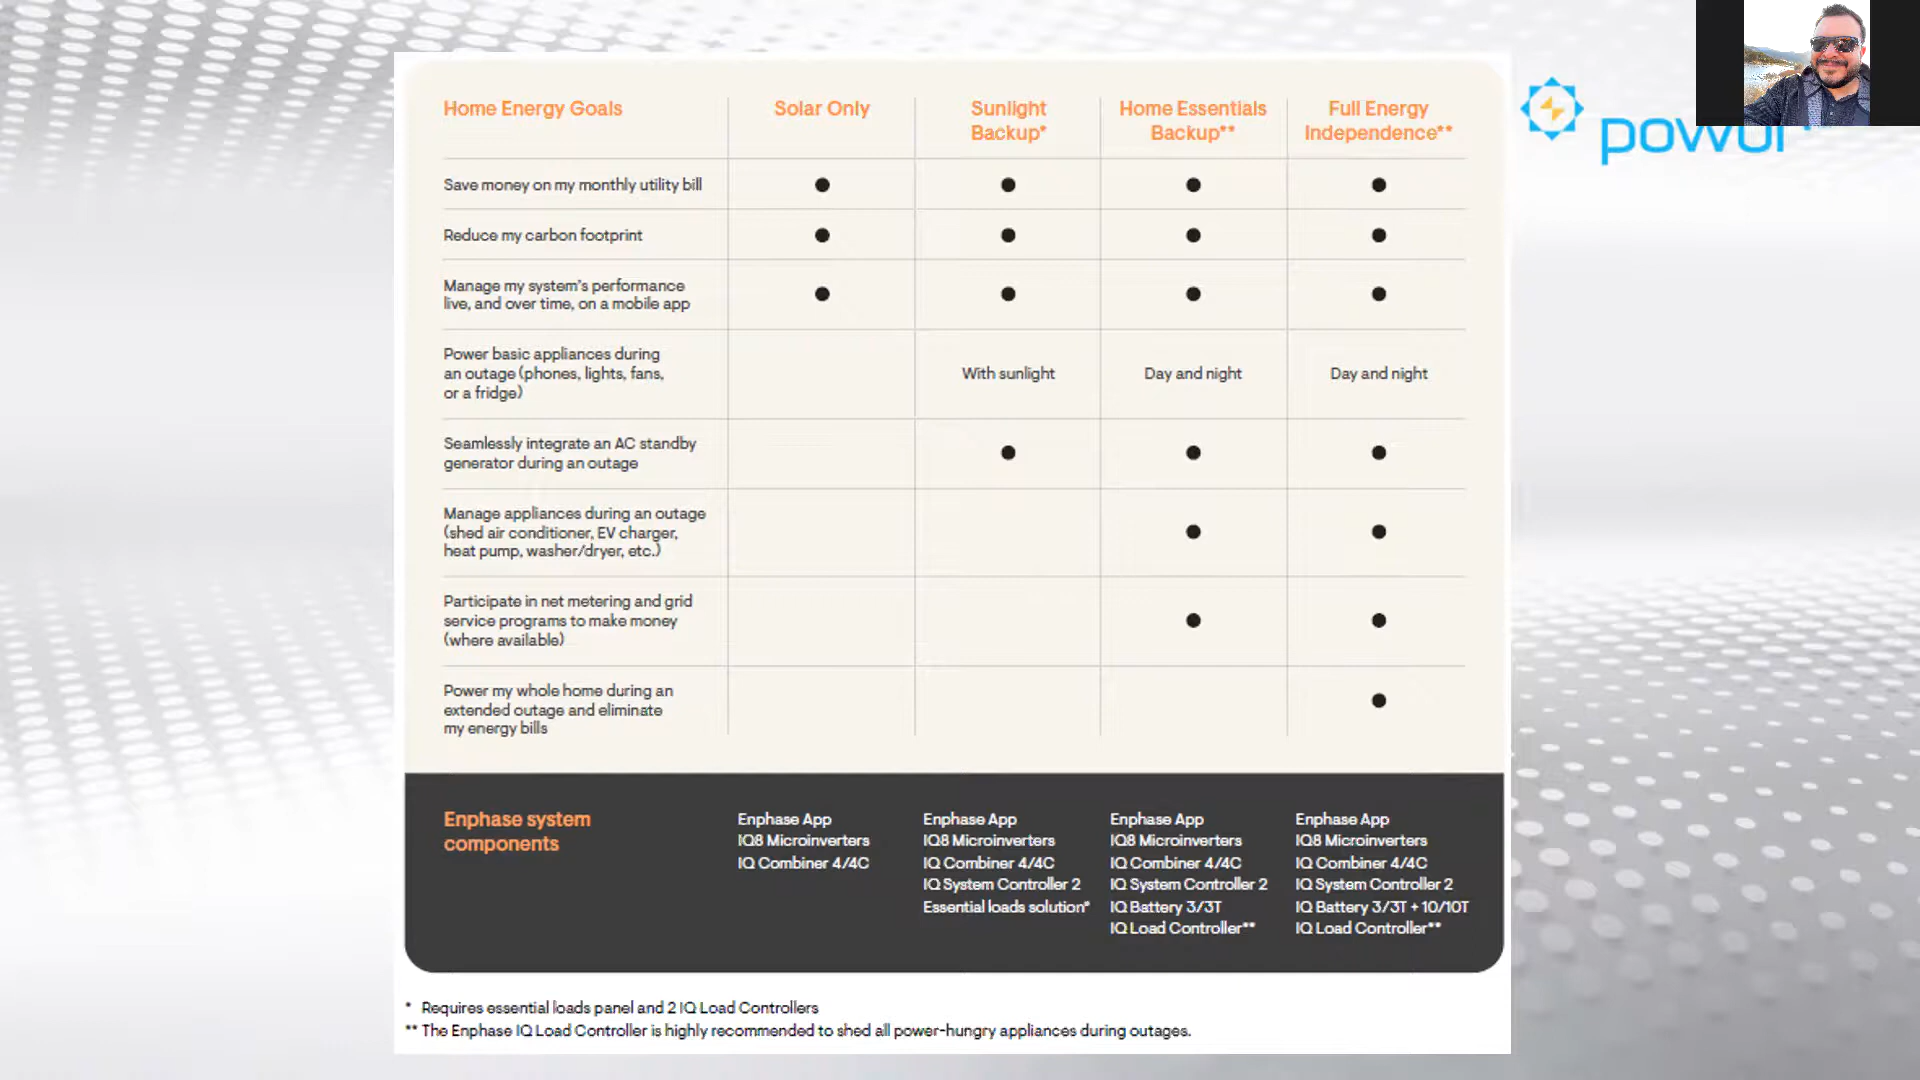 Home Energy Goals
Solar Only
Sunlight
Backup*
Home Essentials
Backup**
Full Energy
Independence**
Save money on my monthly utility bill
Reduce my carbon footprint
Manage my system's performance
live, and over time, on a mobile app
Power basic appliances during
an outage (phones, lights, fans,
or a fridge)
With sunlight
Day and night
Day and night
Seamlessly integrate an AC standby
generator during an outage
Manage appliances during an outage
(shed air conditioner, EV charger,
heat pump, washer/dryer, etc.)
Participate in net metering and grid
service programs to make money
(where available)
Power my whole home during an
extended outage and eliminate
my energy bills
Enphase system
components
Enphase App
IQ8 Microinverters
IQ Combiner 4/4C
Enphase App
IQ8 Microinverters
IQ Combiner 4/4C
IQ System Controller 2
Essential loads solution*
Enphase App
IQ8 Microinverters
IQ Combiner 4/4C
IQ System Controller 2
IQ Battery 3/3T
IQ Load Controller**
Enphase App
IQ8 Microinverters
IQ Combiner 4/4C
IQ System Controller 2
IQ Battery 3/3T + 10/10T
IQ Load Controller**
* Requires essential loads panel and 2 IQ Load Controllers
** The Enphase IQ Load Controller is highly recommended to shed all power-hungry appliances during outages.